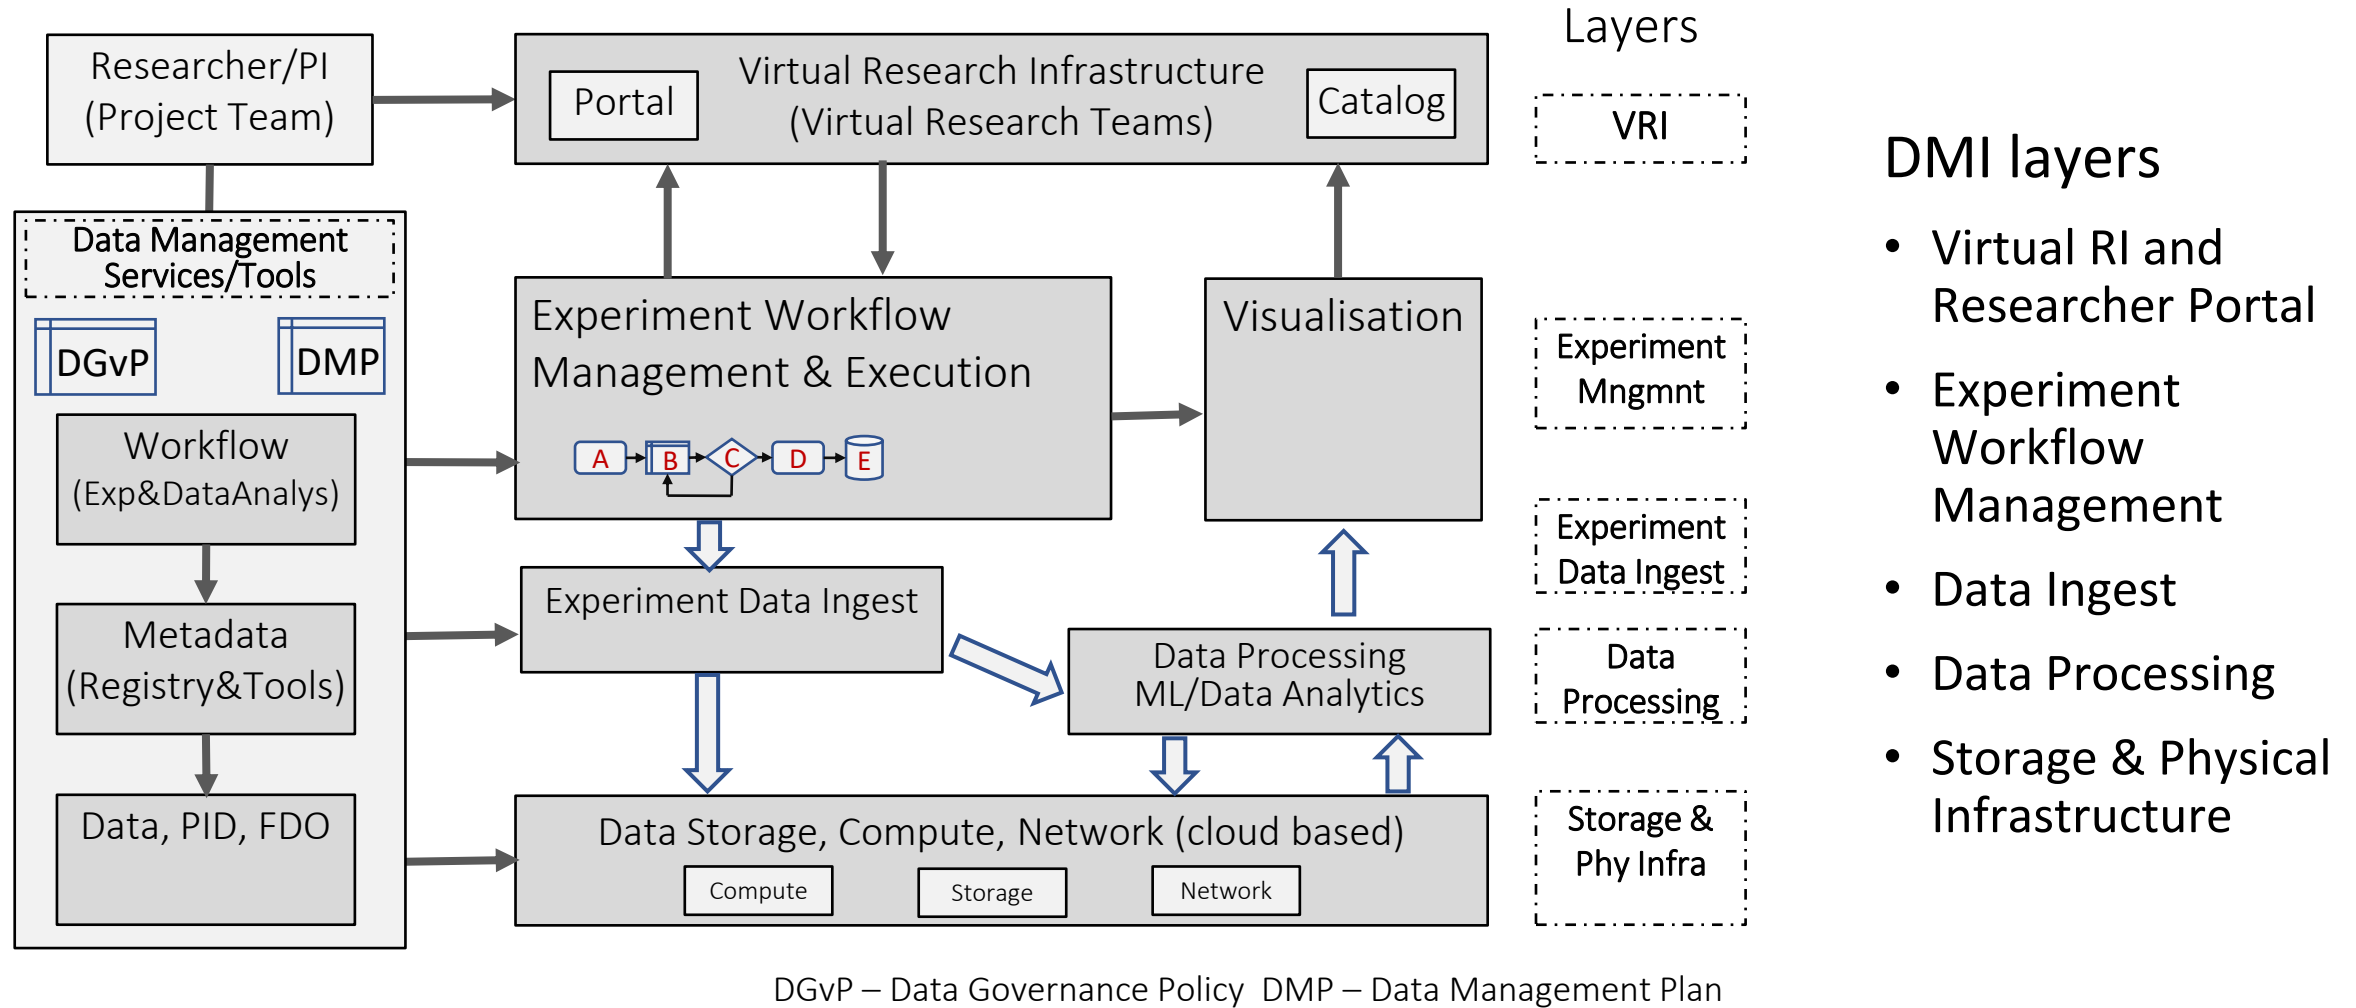 Researcher/PI
(Project Team)
Virtual Research Infrastructure
(Virtual Research Teams)
Portal
Catalog
Layers
VRI
Data Management
Services/Tools
DGvP
DMP
Workflow
(Exp&DataAnalys)
Metadata
(Registry&Tools)
Data, PID, FDO
Experiment Workflow
Management & Execution
A
B
C
D
E
Visualisation
Experiment Data Ingest
Data Processing
ML/Data Analytics
Data Storage, Compute, Network (cloud based)
Compute
Storage
Network
Experiment
Mngmnt
Experiment
Data Ingest
Data
Processing
Storage &
Phy Infra
DMI layers
• Virtual RI and
Researcher Portal
• Experiment
Workflow
Management
• Data Ingest
• Data Processing
• Storage & Physical
Infrastructure
DGvP – Data Governance Policy DMP – Data Management Plan